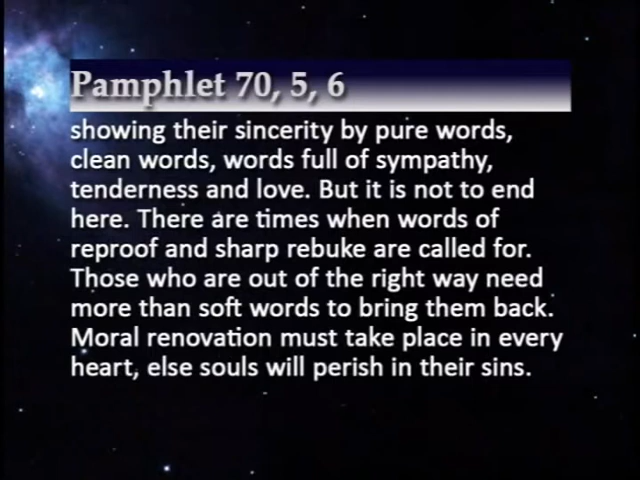 Pamphlet 70, 5, 6
showing their sincerity by pure words,
clean words, words full of sympathy,
tenderness and love. But it is not to end
here. There are times when words of
reproof and sharp rebuke are called for.
Those who are out of the right way need
more than soft words to bring them back.
Moral renovation must take place in every
heart, else souls will perish in their sins.